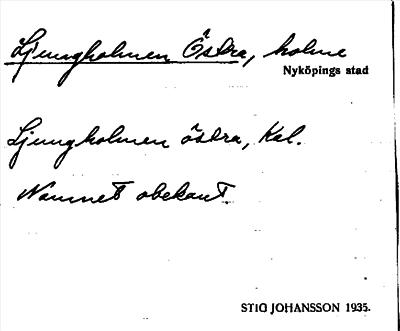 Ljungholmen Östra, holme
Nyköpings stad
Ljungholmen östra, Kal.
Namnet obekant.
STIG JOHANSSON 1935.